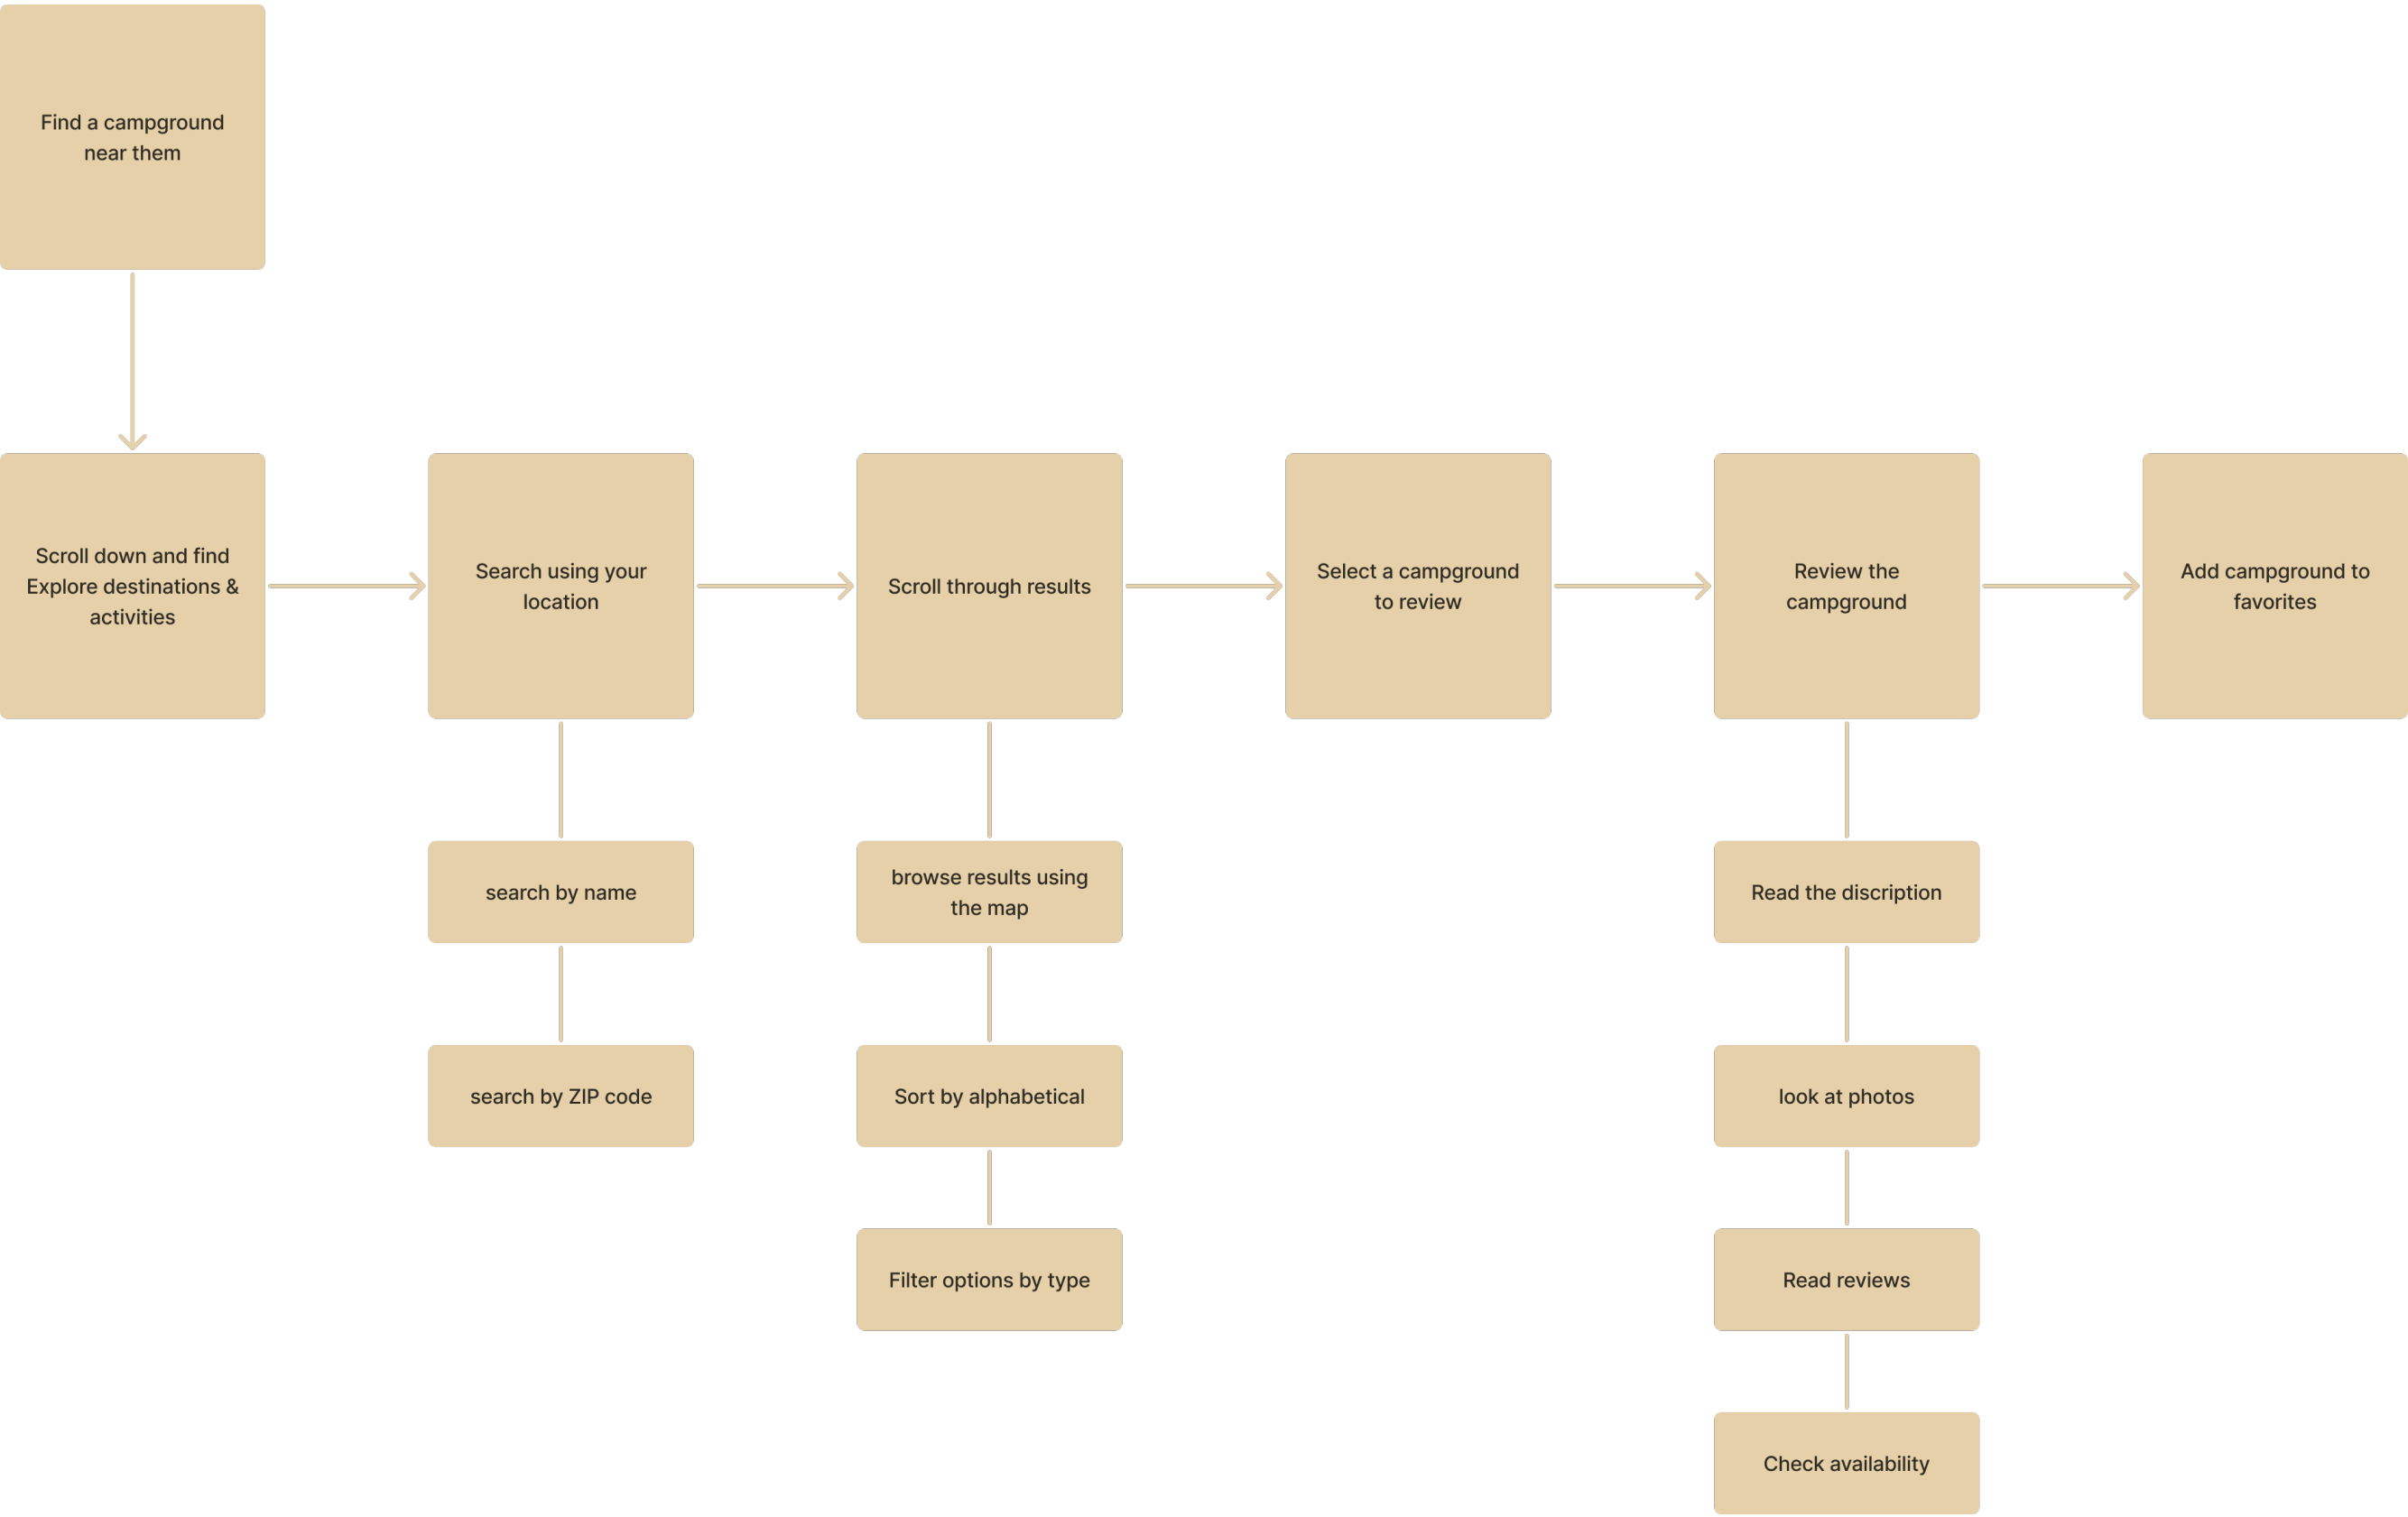 Find a campground
near them
Scroll down and find
Explore destinations &
activities
Search using your
location
Scroll through results
Select a campground
to review
Review the
campground
Add campground to
favorites
search by name
browse results using
the map
Read the discription
search by ZIP code
Sort by alphabetical
look at photos
Filter options by type
Read reviews
Check availability